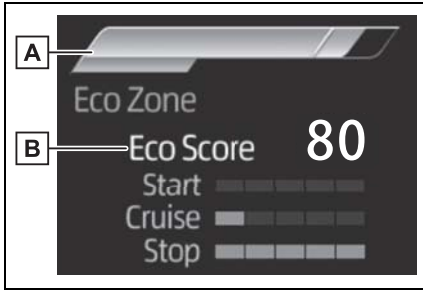 A
Eco Zone
B
Eco Score 80
Start
Cruise
Stop